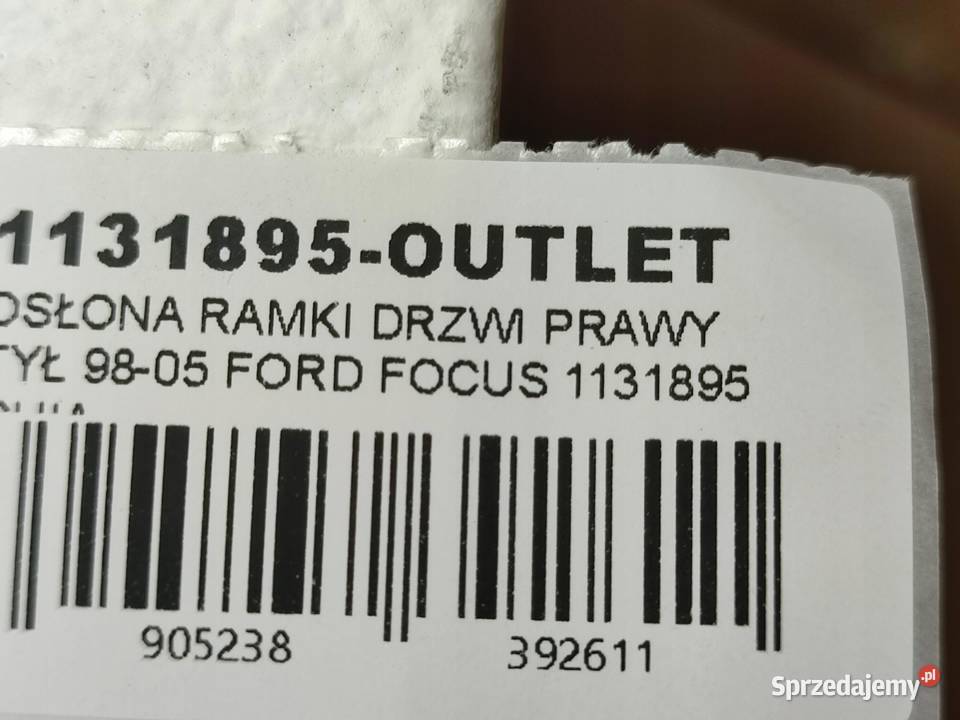 1131895-OUTLET
OSŁONA RAMKI DRZWI PRAWY
TYŁ 98-05 FORD FOCUS 1131895
905238 392611
Sprzedajemy.pl